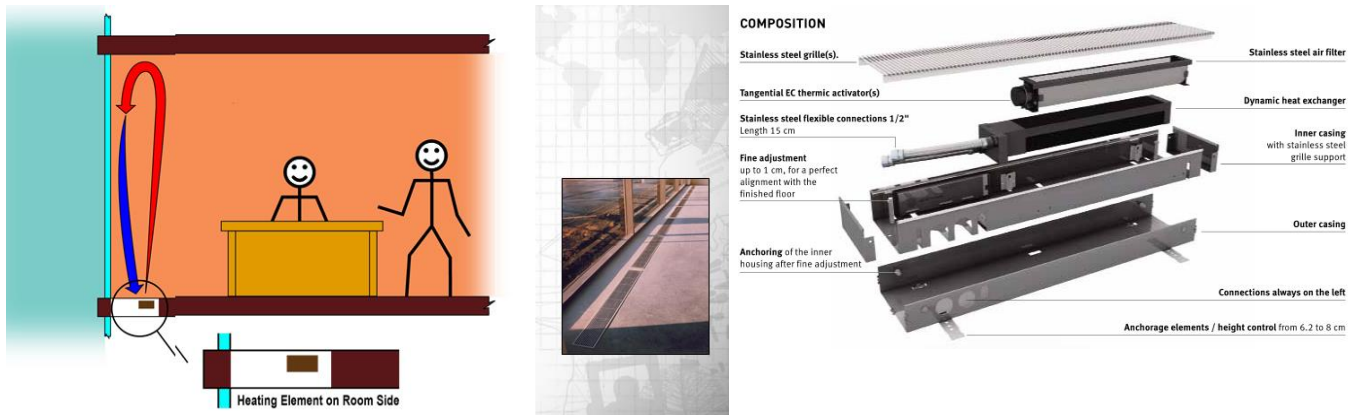 Heating Element on Room Side
COMPOSITION
Stainless steel grille(s).
Tangential EC thermic activator(s)
Stainless steel flexible connections 1/2"
Length 15 cm
Fine adjustment
up to 1 cm, for a perfect
alignment with the
finished floor
Anchoring of the inner
housing after fine adjustment
Stainless steel air filter
Dynamic heat exchanger
Inner casing
with stainless steel
grille support
Outer casing
Connections always on the left
Anchorage elements / height control from 6.2 to 8 cm